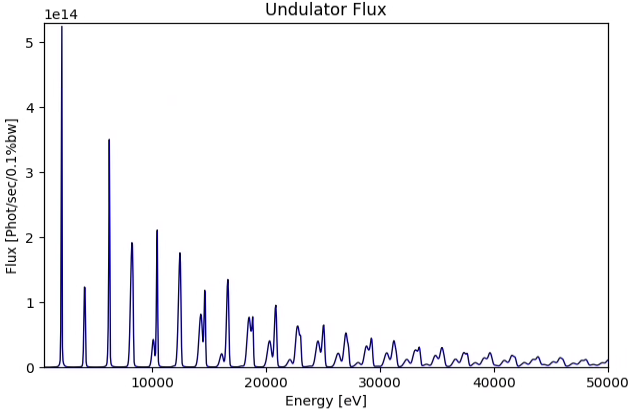 Undulator Flux
1e14
5
4
3
2
1
0
Flux [Phot/sec/0.1%bw]
10000 20000 30000 40000 50000
Energy [eV]